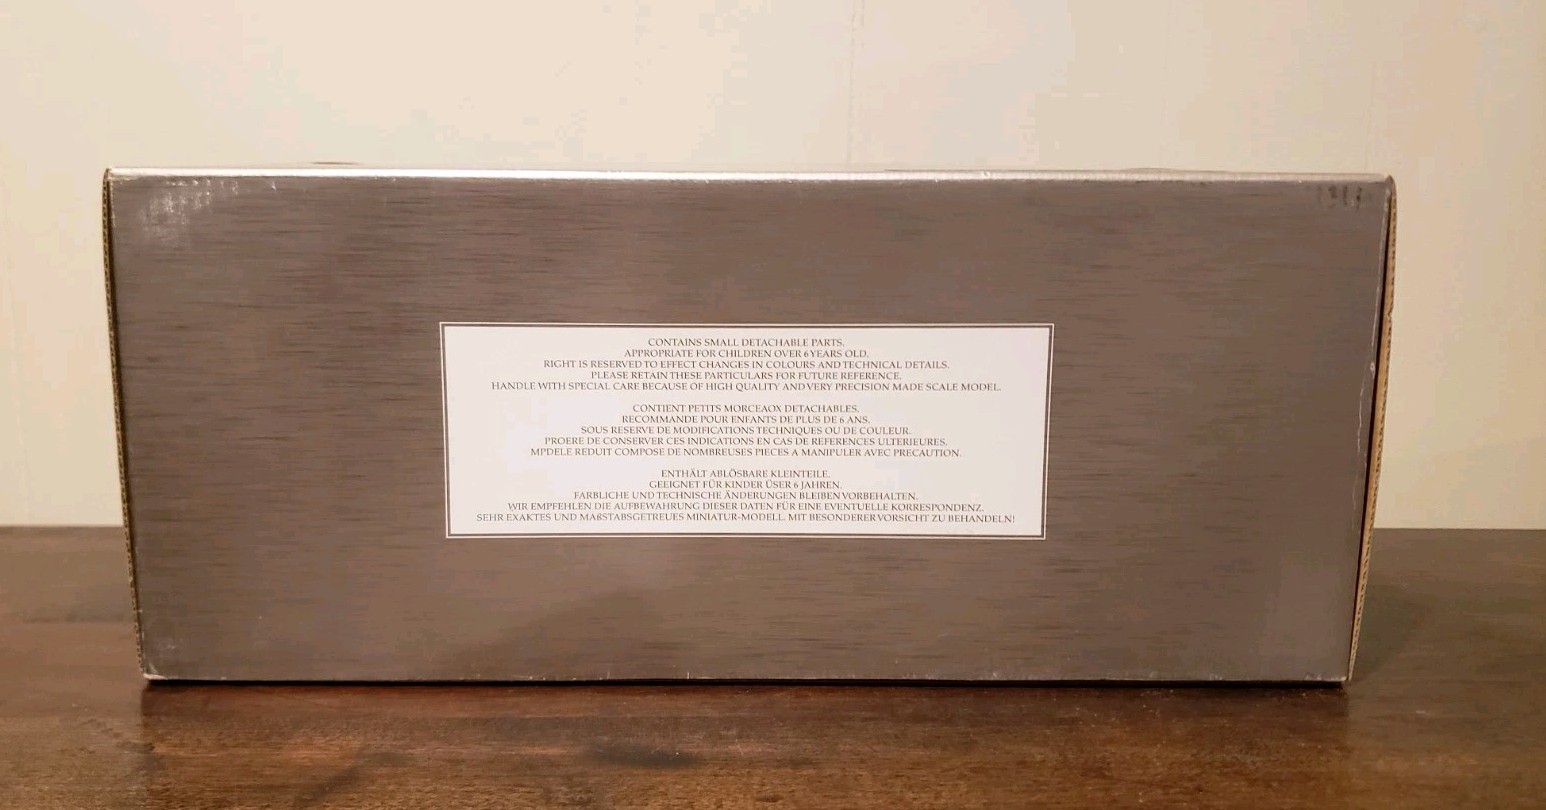 CONTAINS SMALL DETACHABLE PARTS.
APPROPRIATE FOR CHILDREN OVER 6 YEARS OLD.
RIGHT IS RESERVED TO EFFECT CHANGES IN COLOURS AND TECHNICAL DETAILS.
PLEASE RETAIN THESE PARTICULARS FOR FUTURE REFERENCE.
HANDLE WITH SPECIAL CARE BECAUSE OF HIGH QUALITY AND VERY PRECISION MADE SCALE MODEL.
CONTIENT PETITS MORCEAOX DETACHABLES.
RECOMMANDE POUR ENFANTS DE PLUS DE 6 ANS.
SOUS RESERVE DE MODIFICATIONS TECHNIQUES OU DE COULEUR.
PROERE DE CONSERVER CES INDICATIONS EN CAS DE REFERENCES ULTERIEURES.
MPDELE REDUIT COMPOSE DE NOMBREUSES PIECES A MANIPULER AVEC PRECAUTION.
ENTHÄLT ABLÖSBARE KLEINTEILE.
GEEIGNET FÜR KINDER ÜSER 6 JAHREN.
FARBLICHE UND TECHNISCHE ÄNDERUNGEN BLEIBEN VORBEHALTEN.
WIR EMPFEHLEN DIE AUFBEWAHRUNG DIESER DATEN FÜR EINE EVENTUELLE KORRESPONDENZ.
SEHR EXAKTES UND MAßSTABSGETREUES MINIATUR-MODELL. MIT BESONDERER VORSICHT ZU BEHANDELN!